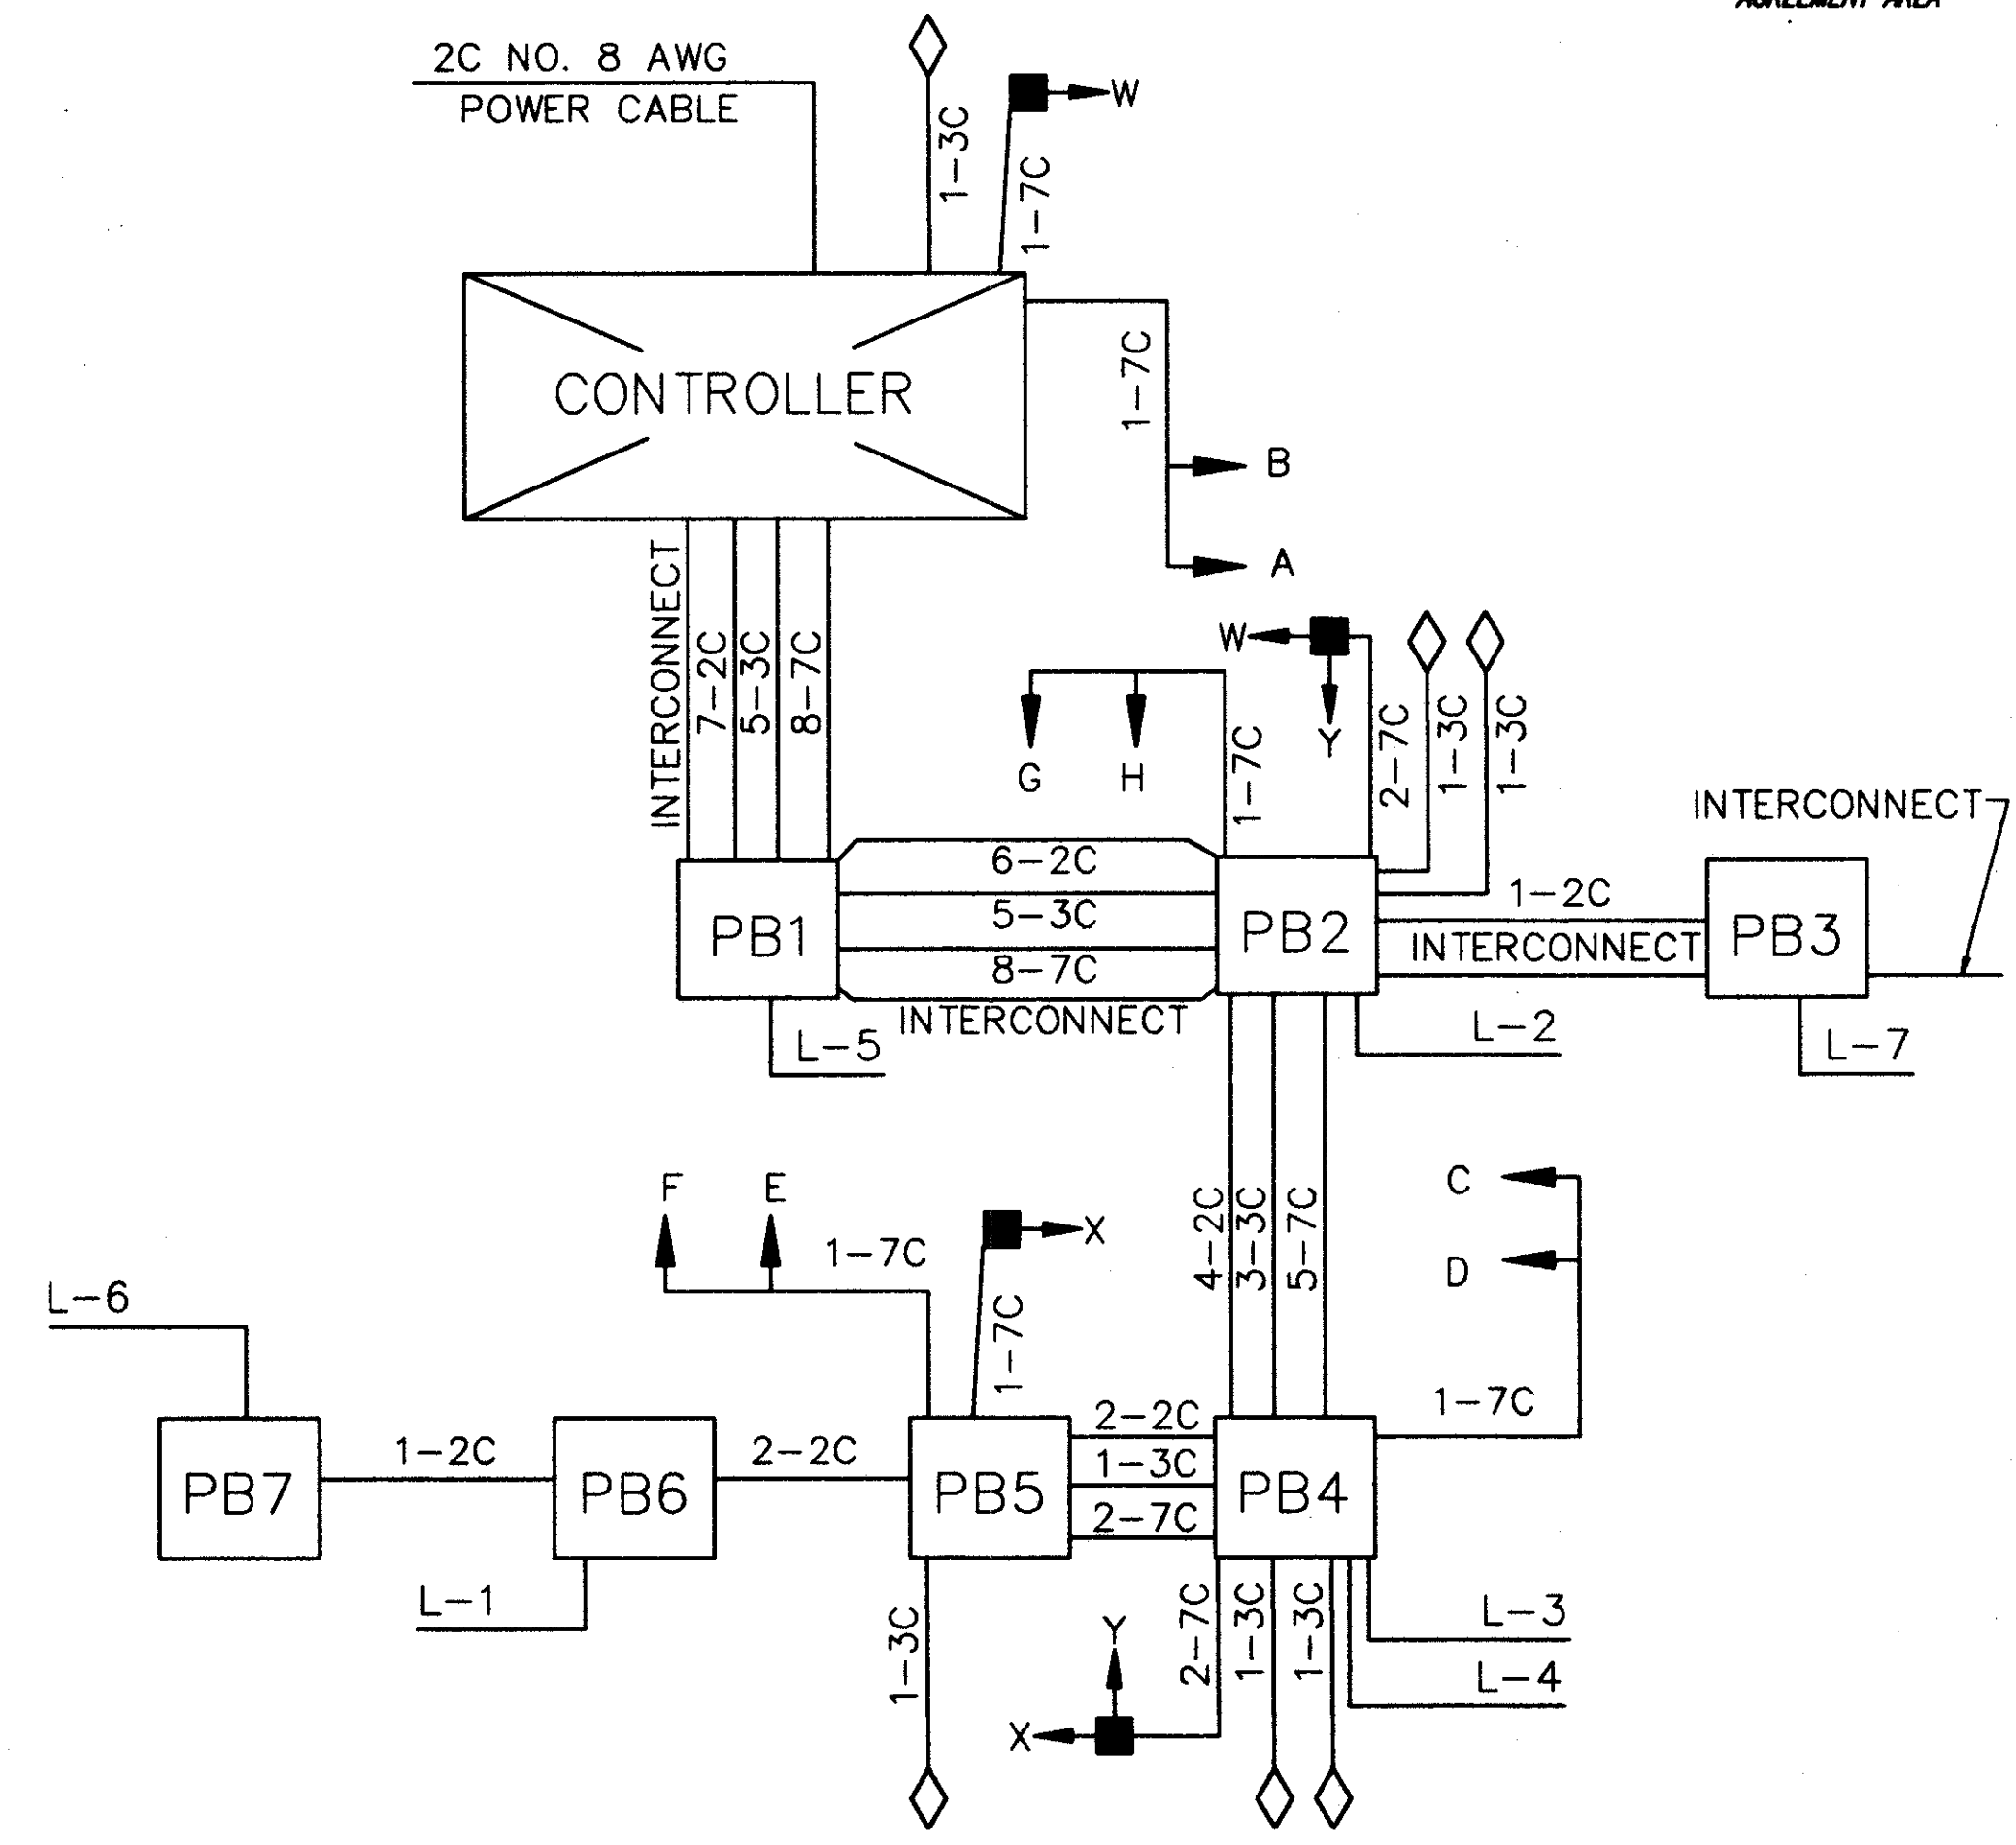 AGREEMENT AREA
2C NO. 8 AWG
POWER CABLE
1-3C
W
1-7C
CONTROLLER
1-7C
B
A
INTERCONNECT
7-2C
5-3C
8-7C
W
Y
G
H
1-7C
2-7C
1-3C
1-3C
INTERCONNECT
6-2C
5-3C
8-7C
INTERCONNECT
PB1
PB2
1-2C
INTERCONNECT
PB3
L-5
L-2
L-7
F
E
1-7C
X
1-7C
4-2C
3-3C
5-7C
C
D
1-7C
L-6
PB7
1-2C
PB6
2-2C
PB5
2-2C
1-3C
2-7C
PB4
L-1
1-3C
Y
X
2-7C
1-3C
1-3C
L-3
L-4